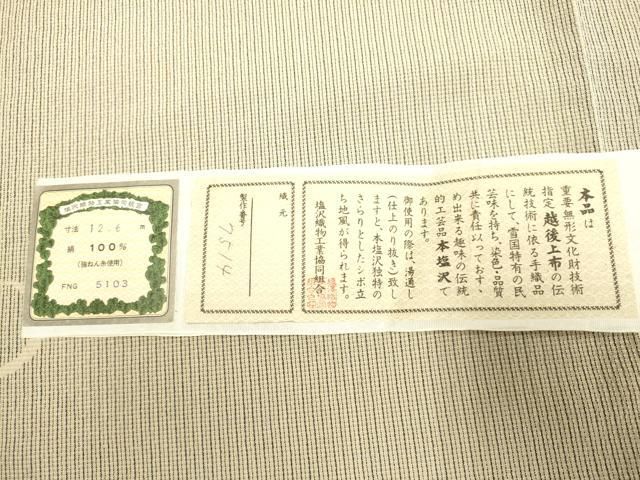 塩沢織物工業協同組合
寸法 12.6 m
絹 100%
(強ねん糸使用)
FNG 5103
織元
製作番号 7514
本品は
重要無形文化財技術
指定越後上布の伝
統技術に依る手織品
にして、雪国特有の民
芸味を持ち、染色・品質
共に責任以っておすゝ
め出来る趣味の伝統
的工芸品本塩沢で
あります。
御使用の際は、湯通し
(仕上のり抜き)致し
ますと、本塩沢独特の
さらりとしたシボ立
ち地風が得られます。
塩沢織物工業協同組合